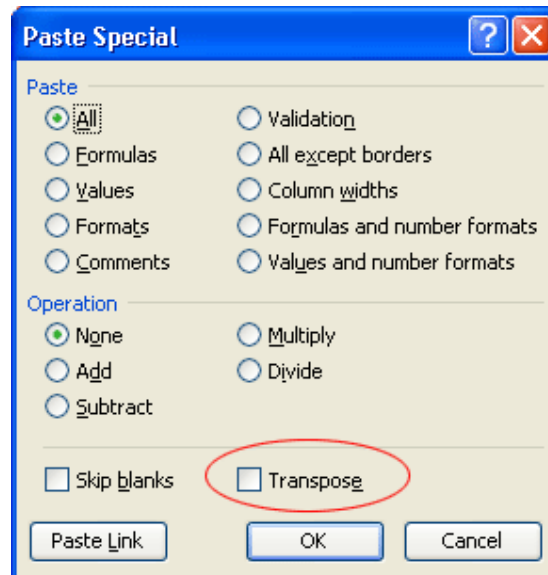 Paste Special
Paste
All
Validation
Formulas
All except borders
Values
Column widths
Formats
Formulas and number formats
Comments
Values and number formats
Operation
None
Multiply
Add
Divide
Subtract
Skip blanks
Transpose
Paste Link
OK
Cancel